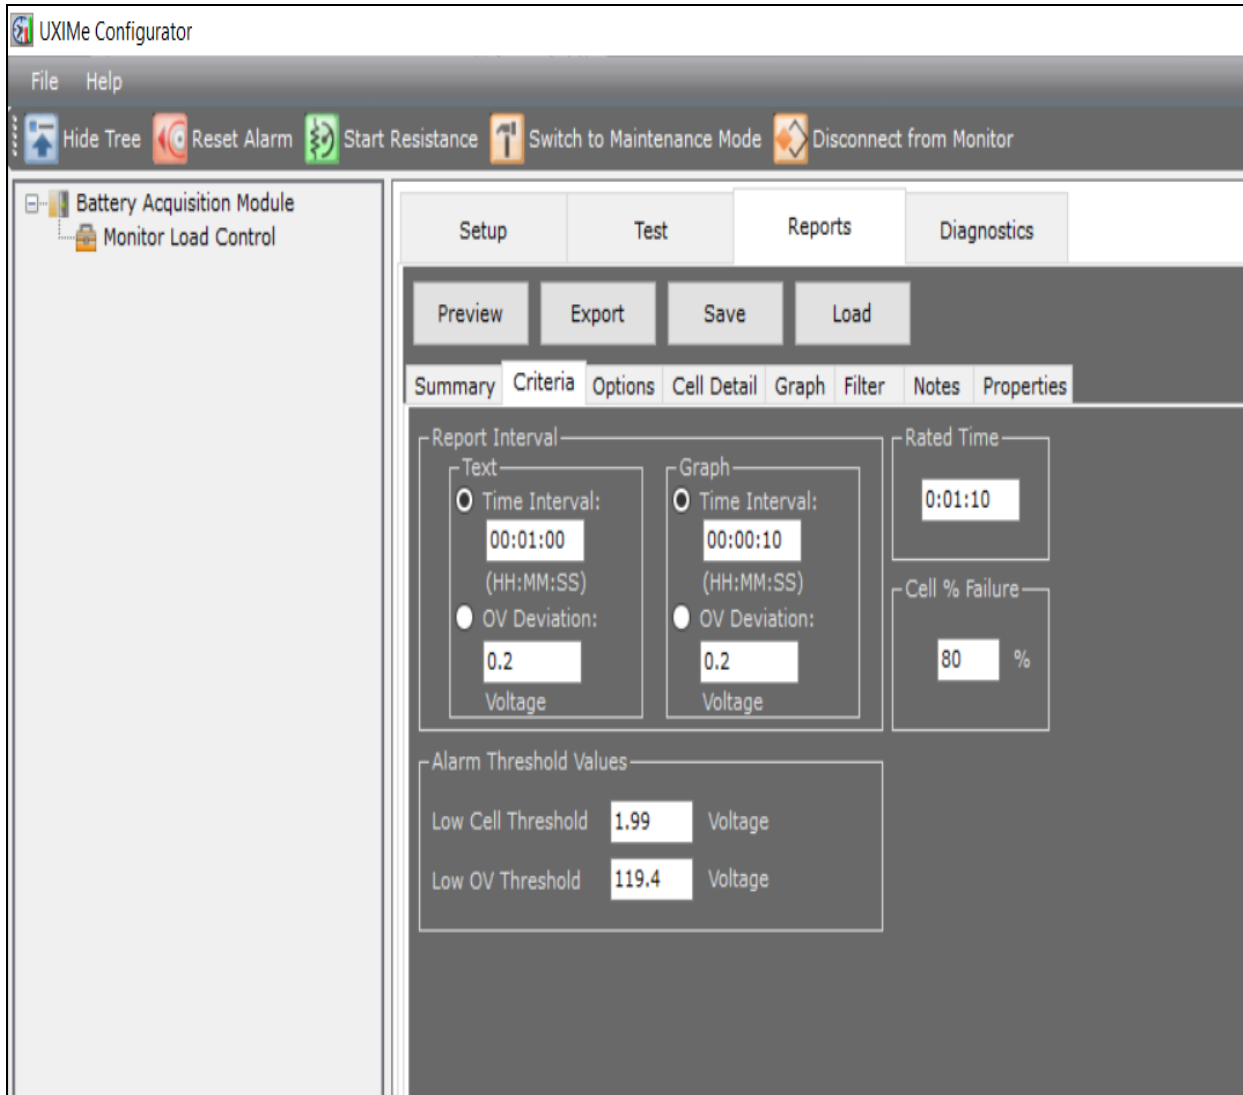 UXIMe Configurator
File Help
Hide Tree Reset Alarm Start Resistance Switch to Maintenance Mode Disconnect from Monitor
Battery Acquisition Module
Monitor Load Control
Setup Test Reports Diagnostics
Preview Export Save Load
Summary Criteria Options Cell Detail Graph Filter Notes Properties
Report Interval
Text
Time Interval:
00:01:00
(HH:MM:SS)
OV Deviation:
0.2
Voltage
Graph
Time Interval:
00:00:10
(HH:MM:SS)
OV Deviation:
0.2
Voltage
Rated Time
0:01:10
Cell % Failure
80 %
Alarm Threshold Values
Low Cell Threshold 1.99 Voltage
Low OV Threshold 119.4 Voltage